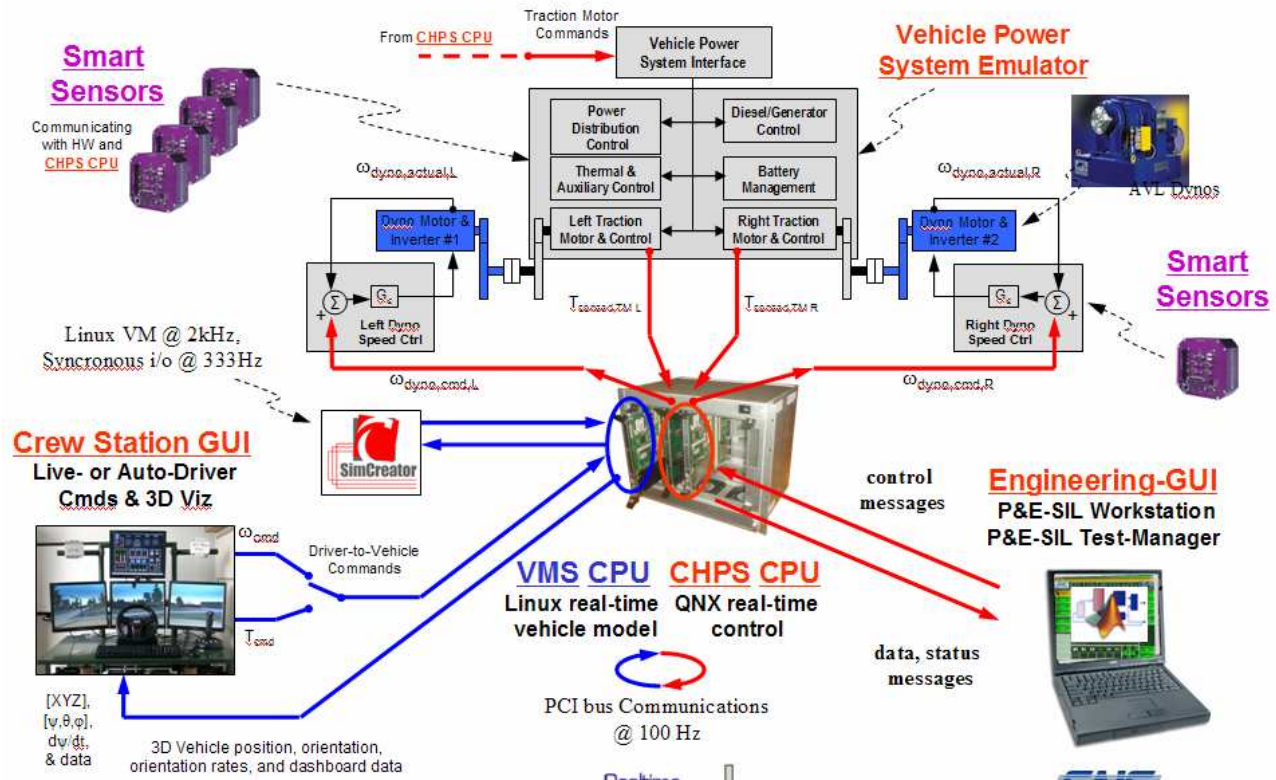 Traction Motor
Commands
From CHPS CPU
Vehicle Power
System Interface
Smart
Sensors
Communicating
with HW and
CHPS CPU
Vehicle Power
System Emulator
Power
Distribution
Control
Diesel/Generator
Control
Thermal &
Auxiliary Control
Battery
Management
Left Traction
Motor & Control
Right Traction
Motor & Control
ωdyno,actual,L
Dyno Motor &
Inverter #1
ωdyno,actual,R
Dyno Motor &
Inverter #2
AVL Dynos
Σ
+
Left Dyno
Speed Ctrl
Σ
+
Right Dyno
Speed Ctrl
Smart
Sensors
Tsensed,TM L
Tsensed,TM R
ωdyno,cmd,L
ωdyno,cmd,R
Linux VM @ 2kHz,
Syncronous i/o @ 333Hz
SimCreator
Crew Station GUI
Live- or Auto-Driver
Cmds & 3D Viz
ωcmd
Tcmd
Driver-to-Vehicle
Commands
[XYZ],
[ψ,θ,φ],
dψ/dt,
& data
3D Vehicle position, orientation,
orientation rates, and dashboard data
VMS CPU
Linux real-time
vehicle model
CHPS CPU
QNX real-time
control
PCI bus Communications
@ 100 Hz
control
messages
data, status
messages
Engineering-GUI
P&E-SIL Workstation
P&E-SIL Test-Manager